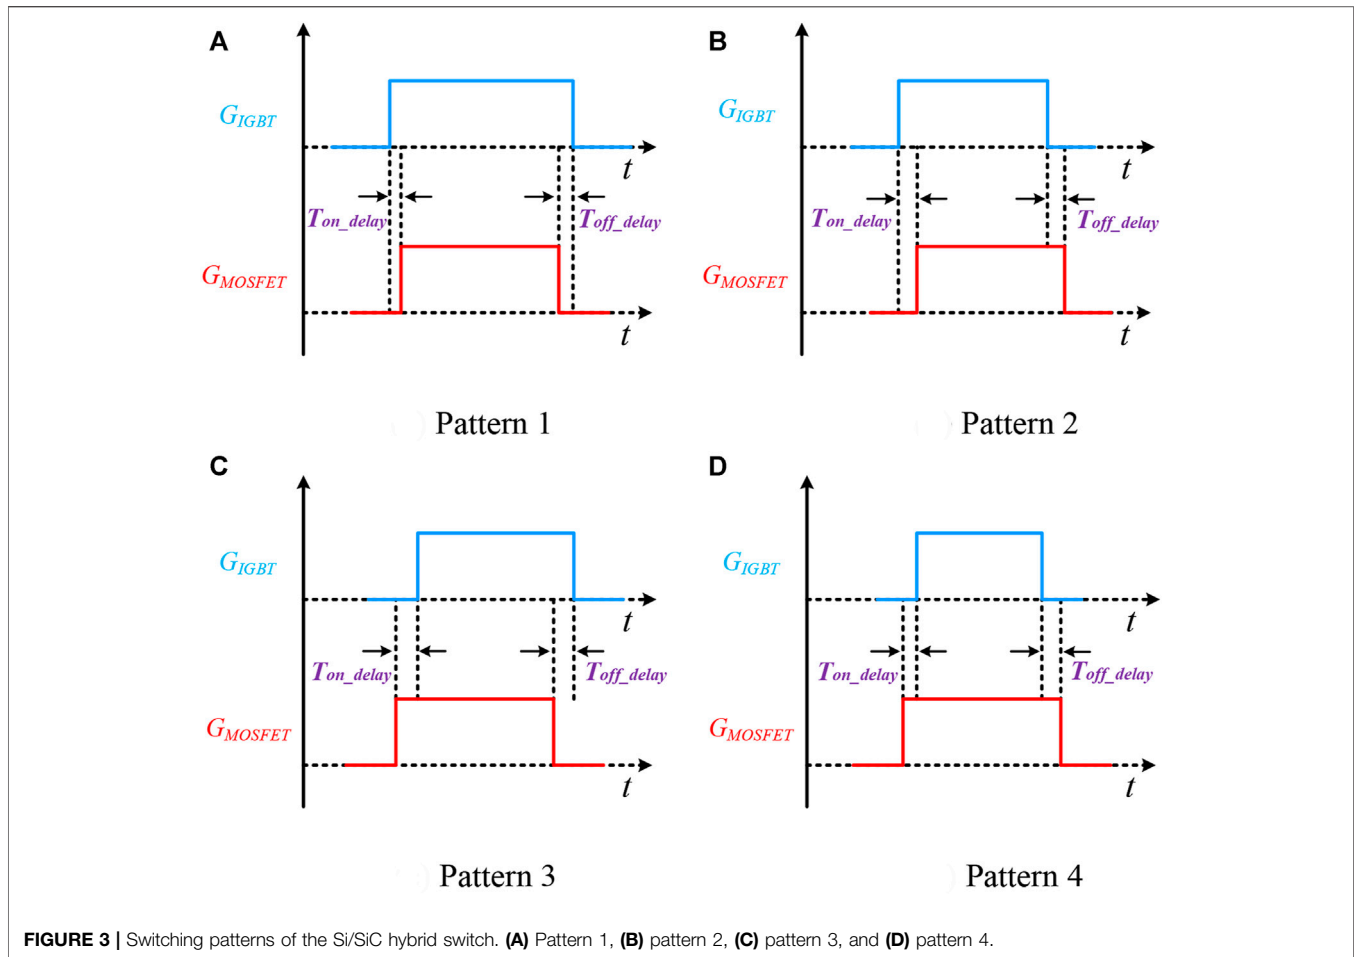 A
B
G_IGBT
t
T_on_delay
T_off_delay
G_MOSFET
t
G_IGBT
t
T_on_delay
T_off_delay
G_MOSFET
t
Pattern 1
Pattern 2
C
D
G_IGBT
t
T_on_delay
T_off_delay
G_MOSFET
t
G_IGBT
t
T_on_delay
T_off_delay
G_MOSFET
t
Pattern 3
) Pattern 4
FIGURE 3 | Switching patterns of the Si/SiC hybrid switch. (A) Pattern 1, (B) pattern 2, (C) pattern 3, and (D) pattern 4.